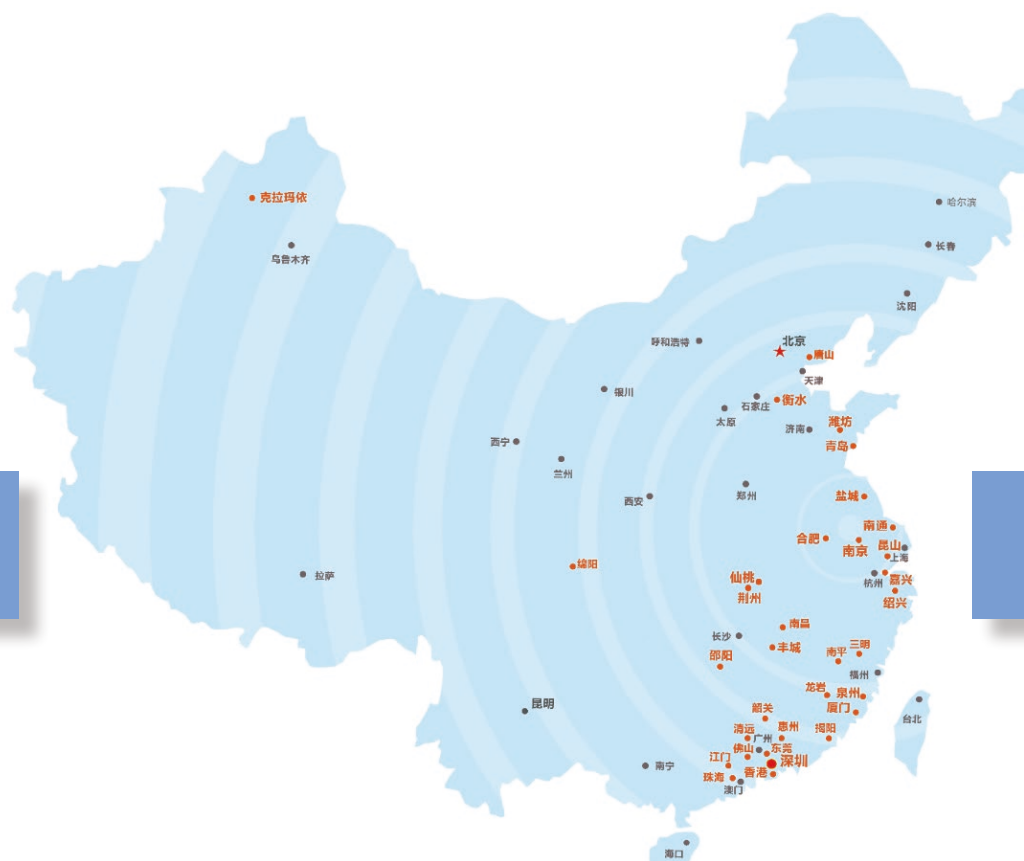 克拉玛依
哈尔滨
长春
乌鲁木齐
沈阳
呼和浩特
北京
唐山
天津
银川
石家庄
衡水
太原
潍坊
济南
西宁
青岛
兰州
西安
郑州
盐城
南通
合肥
南京
昆山
上海
绵阳
拉萨
仙桃
杭州
嘉兴
荆州
绍兴
南昌
长沙
丰城
三明
南平
邵阳
福州
龙岩
泉州
昆明
韶关
厦门
台北
清远
惠州
揭阳
广州
佛山
东莞
江门
深圳
南宁
香港
珠海
澳门
海口